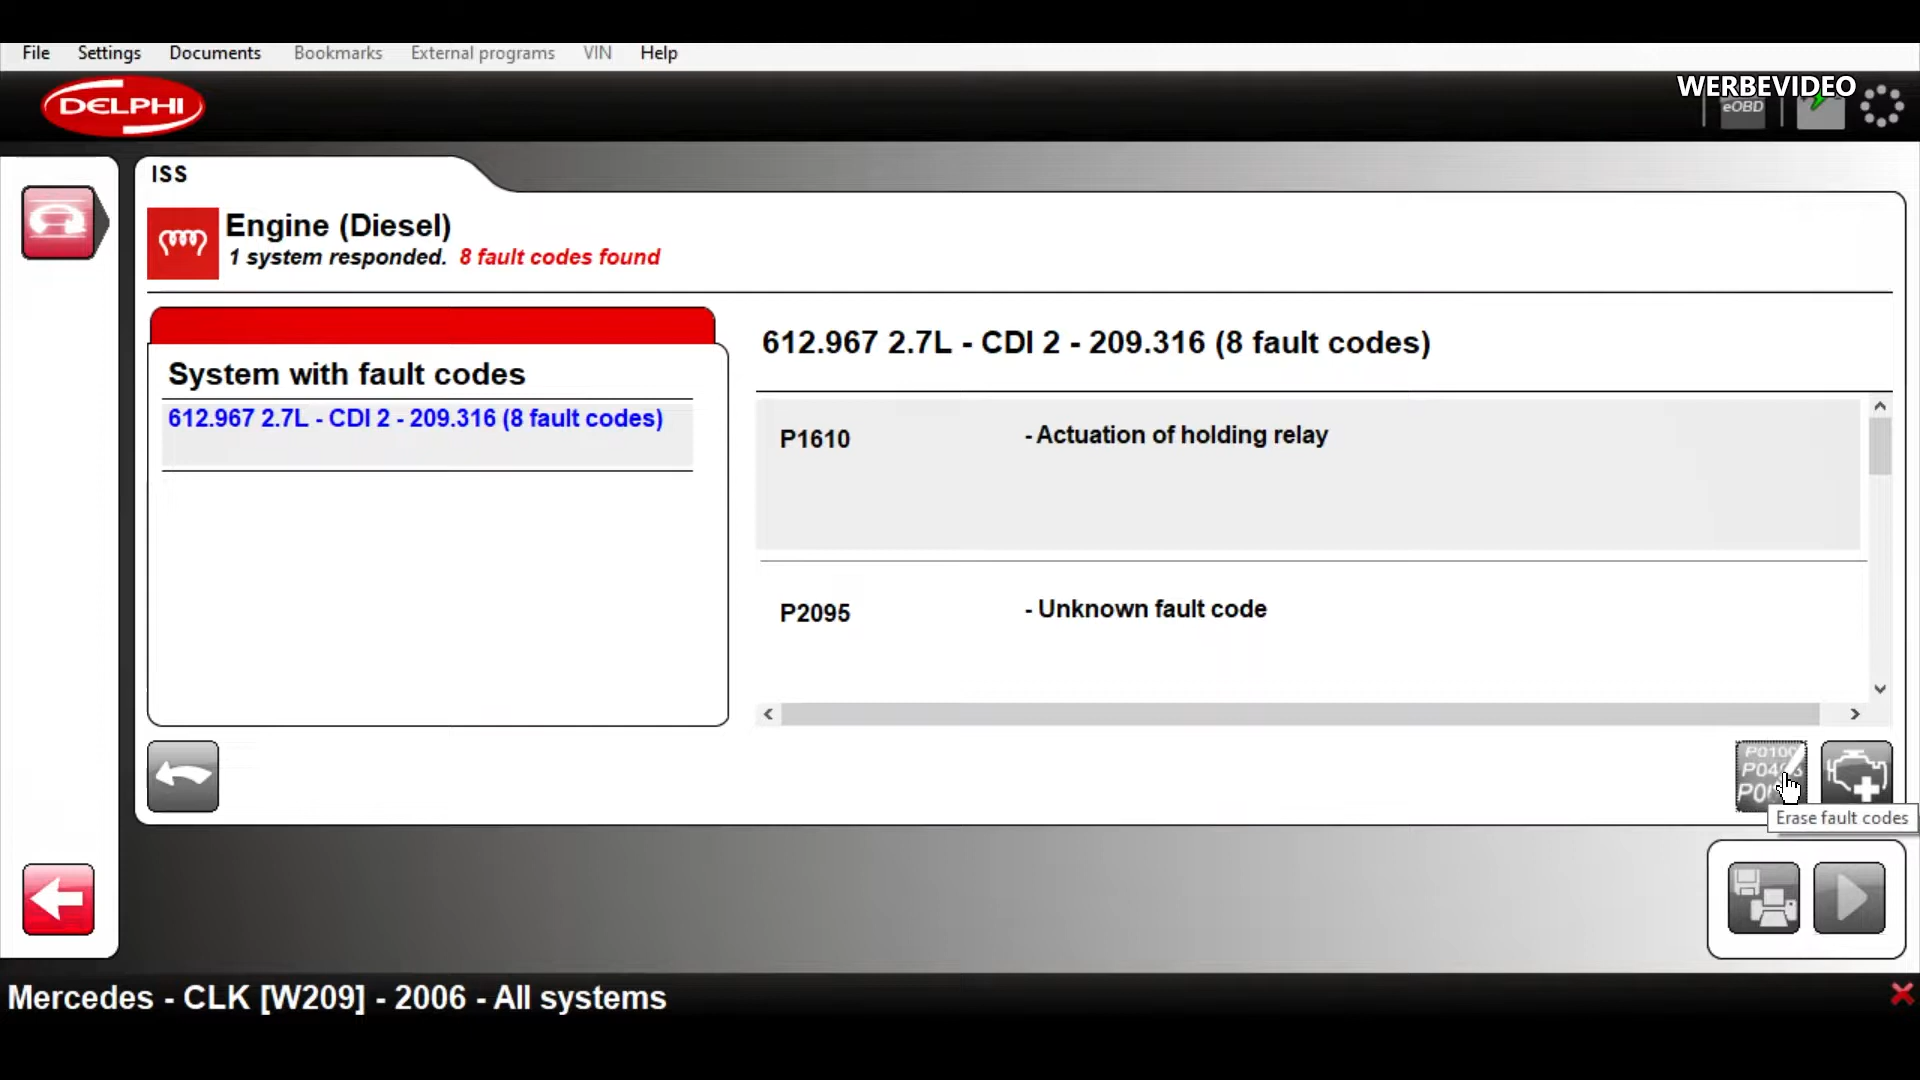 File Settings Documents Bookmarks External programs VIN Help
DELPHI
WERBEVIDEO
eOBD
ISS
Engine (Diesel)
1 system responded. 8 fault codes found
System with fault codes
612.967 2.7L - CDI 2 - 209.316 (8 fault codes)
612.967 2.7L - CDI 2 - 209.316 (8 fault codes)
P1610 - Actuation of holding relay
P2095 - Unknown fault code
Erase fault codes
Mercedes - CLK [W209] - 2006 - All systems